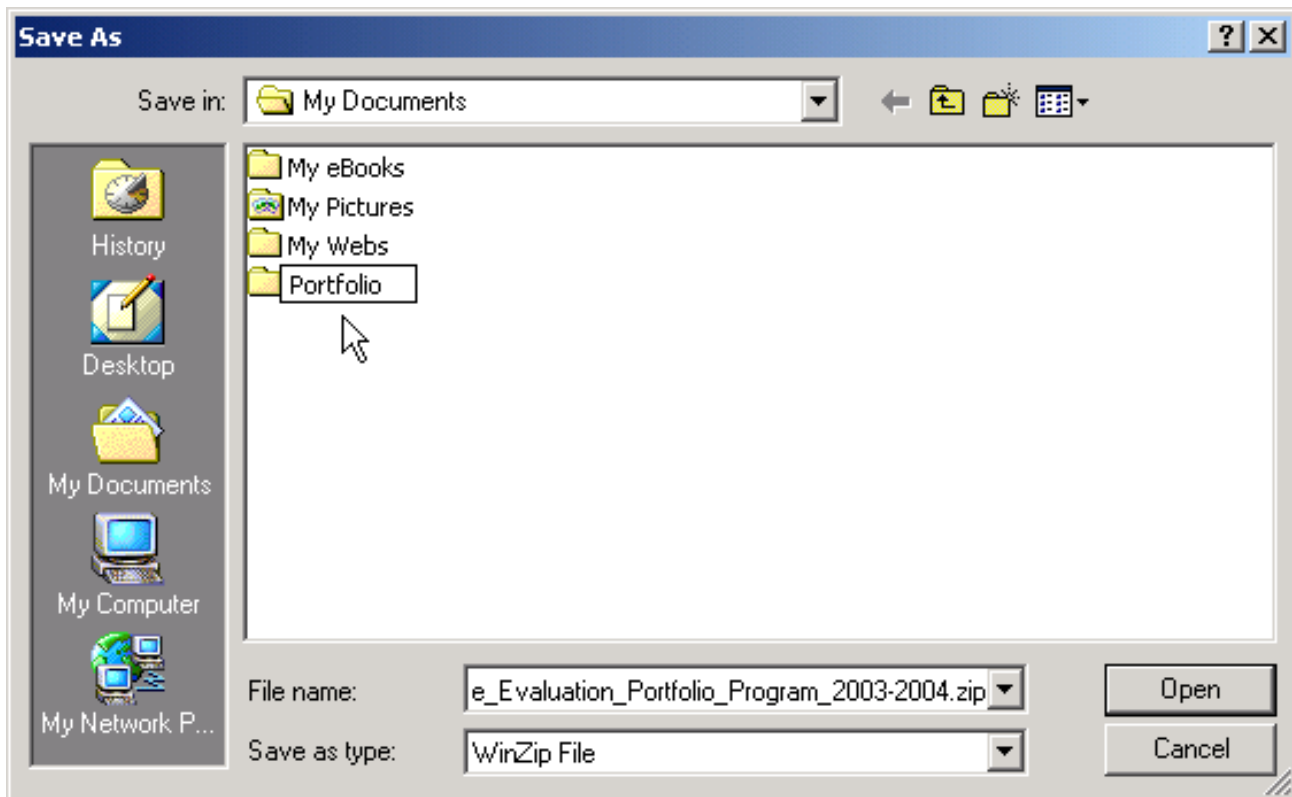 Save As
Save in: My Documents
My eBooks
My Pictures
My Webs
Portfolio
History
Desktop
My Documents
My Computer
My Network P...
File name: e_Evaluation_Portfolio_Program_2003-2004.zip Open
Save as type: WinZip File Cancel